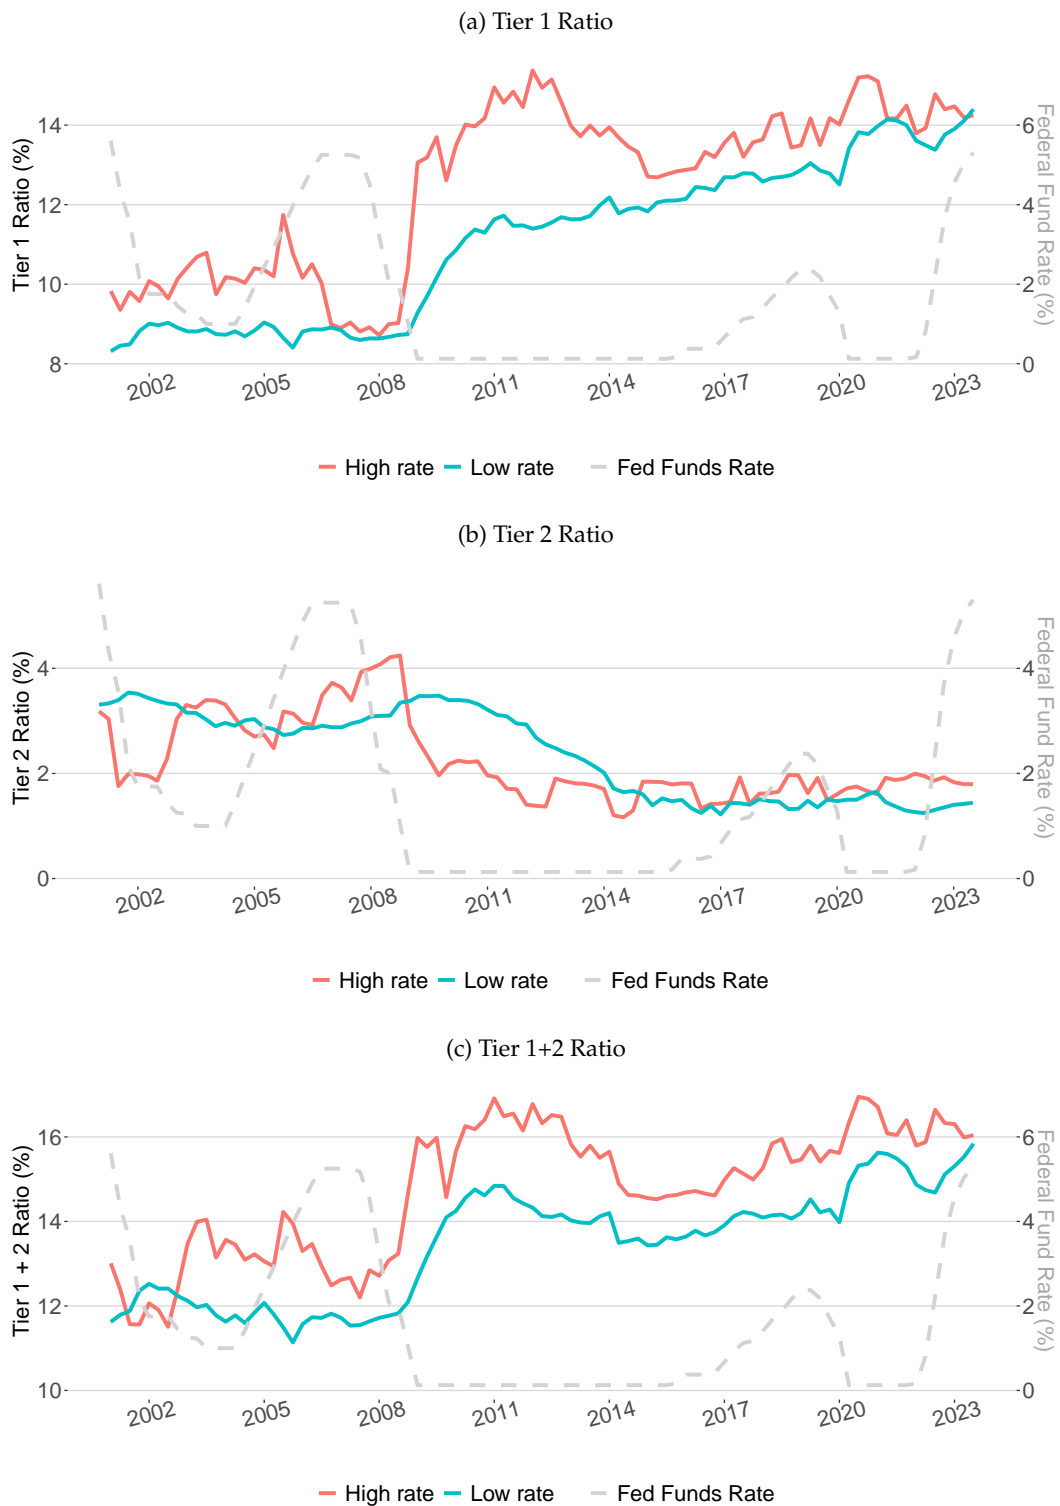 (a) Tier 1 Ratio
Tier 1 Ratio (%)
14
12
10
8
6
4
2
0
Federal Fund Rate (%)
2002 2005 2008 2011 2014 2017 2020 2023
High rate Low rate Fed Funds Rate
(b) Tier 2 Ratio
Tier 2 Ratio (%)
4
2
0
4
2
0
Federal Fund Rate (%)
2002 2005 2008 2011 2014 2017 2020 2023
High rate Low rate Fed Funds Rate
(c) Tier 1+2 Ratio
Tier 1 + 2 Ratio (%)
16
14
12
10
6
4
2
0
Federal Fund Rate (%)
2002 2005 2008 2011 2014 2017 2020 2023
High rate Low rate Fed Funds Rate